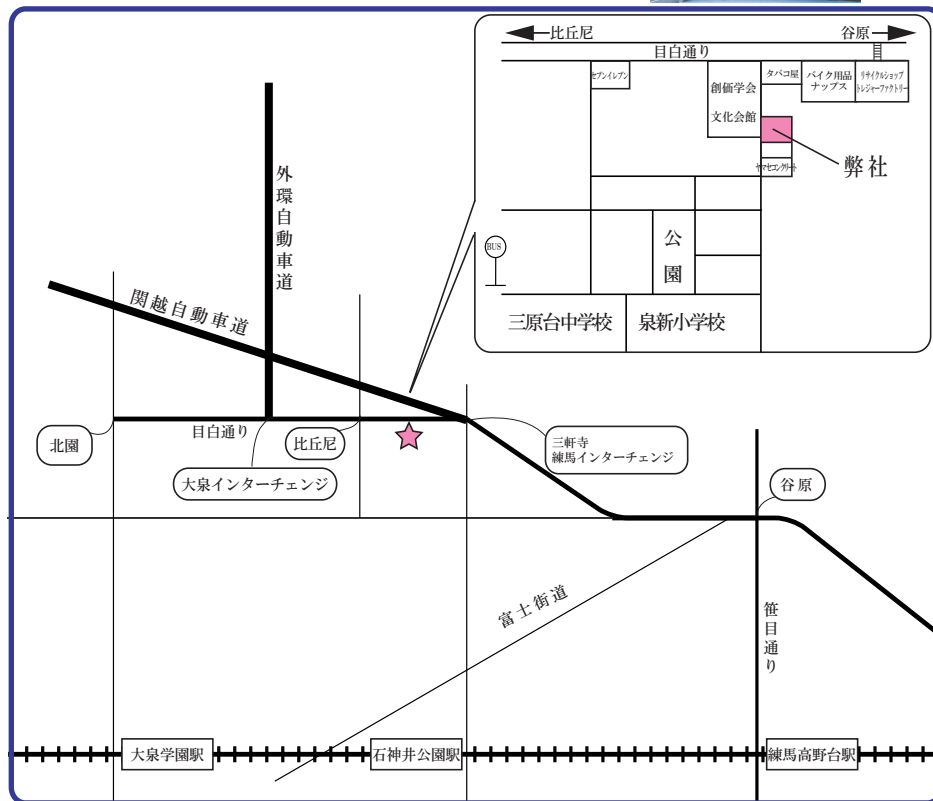 比丘尼
谷原
目白通り
セブンイレブン
創価学会
文化会館
タバコ屋
バイク用品
ナップス
リサイクルショップ
トレジャーファクトリー
弊社
ヤマセコンクリート
公園
BUS
三原台中学校
泉新小学校
外環自動車道
関越自動車道
北園
目白通り
比丘尼
大泉インターチェンジ
三軒寺
練馬インターチェンジ
谷原
富士街道
笹目通り
大泉学園駅
石神井公園駅
練馬高野台駅